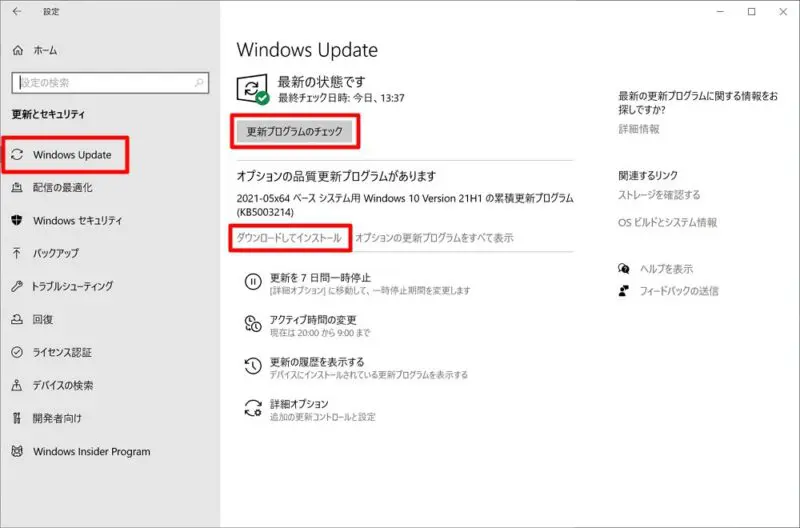 設定
ホーム
設定の検索
更新とセキュリティ
Windows Update
配信の最適化
Windows セキュリティ
バックアップ
トラブルシューティング
回復
ライセンス認証
デバイスの検索
開発者向け
Windows Insider Program
Windows Update
最新の状態です
最終チェック日時: 今日、13:37
更新プログラムのチェック
オプションの品質更新プログラムがあります
2021-05x64 ベース システム用 Windows 10 Version 21H1 の累積更新プログラム
(KB5003214)
ダウンロードしてインストール オプションの更新プログラムをすべて表示
更新を 7 日間一時停止
[詳細オプション] に移動して、一時停止期間を変更します
アクティブ時間の変更
現在は 20:00 から 9:00 まで
更新の履歴を表示する
デバイスにインストールされている更新プログラムを表示する
詳細オプション
追加の更新コントロールと設定
最新の更新プログラムに関する情報をお
探しですか?
詳細情報
関連するリンク
ストレージを確認する
OS ビルドとシステム情報
ヘルプを表示
フィードバックの送信